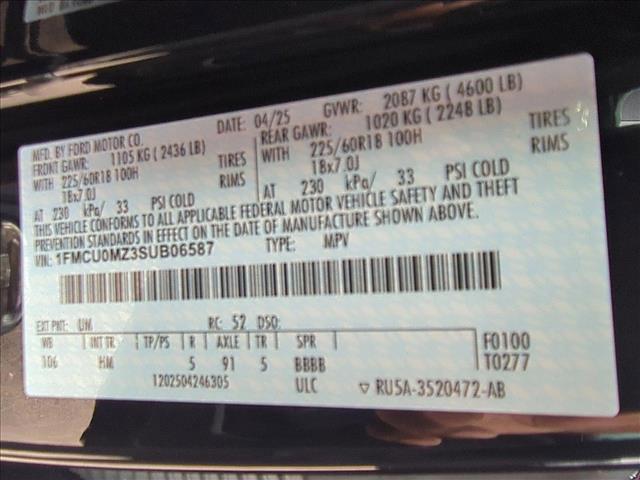 MFD. BY FORD MOTOR CO.
DATE: 04/25 GVWR: 2087 KG ( 4600 LB)
FRONT GAWR: 1105 KG ( 2436 LB)
REAR GAWR: 1020 KG ( 2248 LB)
WITH 225/60R18 100H TIRES
WITH 225/60R18 100H TIRES
18x7.0J RIMS
18x7.0J RIMS
AT 230 kPa/ 33 PSI COLD
AT 230 kPa/ 33 PSI COLD
THIS VEHICLE CONFORMS TO ALL APPLICABLE FEDERAL MOTOR VEHICLE SAFETY AND THEFT
PREVENTION STANDARDS IN EFFECT ON THE DATE OF MANUFACTURE SHOWN ABOVE.
VIN: 1FMCU0MZ3SUB06587 TYPE: MPV
EXT PNT: UM RC: 52 DSO:
WB INT TR TP/PS R AXLE TR SPR F0100
106 HM 5 91 5 BBBB T0277
1202504246305 ULC ▽ RU5A-3520472-AB